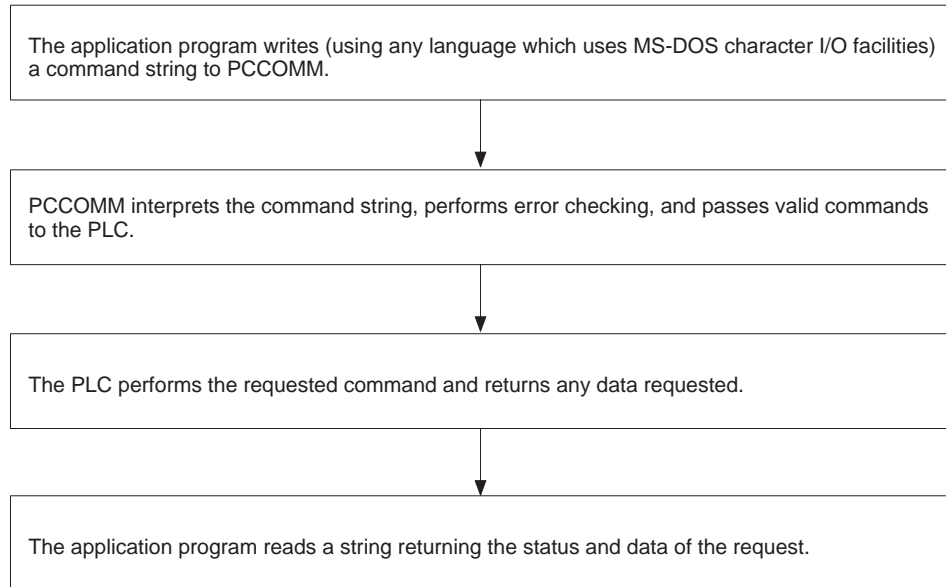 The application program writes (using any language which uses MS-DOS character I/O facilities)
a command string to PCCOMM.
PCCOMM interprets the command string, performs error checking, and passes valid commands
to the PLC.
The PLC performs the requested command and returns any data requested.
The application program reads a string returning the status and data of the request.